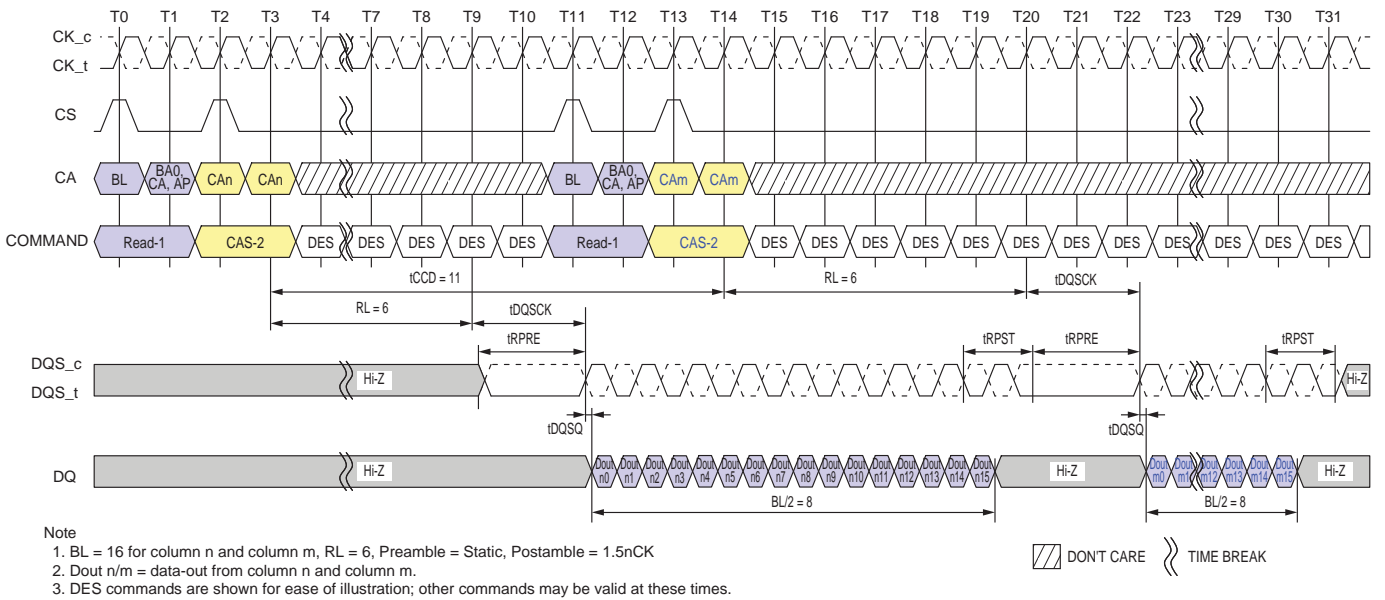 T0 T1 T2 T3 T4 T7 T8 T9 T10 T11 T12 T13 T14 T15 T16 T17 T18 T19 T20 T21 T22 T23 T29 T30 T31
CK_c
CK_t
CS
CA BL BA0, CA, AP CAn CAn BL BA0, CA, AP CAm CAm
COMMAND Read-1 CAS-2 DES DES DES DES DES Read-1 CAS-2 DES DES DES DES DES DES DES DES DES DES DES DES
tCCD = 11 RL = 6 tDQSCK
RL = 6 tDQSCK
tRPRE tRPST tRPRE tRPST
DQS_c
DQS_t
Hi-Z Hi-Z
tDQSQ tDQSQ
DQ Hi-Z Dout n0 Dout n1 Dout n2 Dout n3 Dout n4 Dout n5 Dout n6 Dout n7 Dout n8 Dout n9 Dout n10 Dout n11 Dout n12 Dout n13 Dout n14 Dout n15 Hi-Z Dout m0 Dout m1 Dout m12 Dout m13 Dout m14 Dout m15 Hi-Z
BL/2 = 8 BL/2 = 8
Note
1. BL = 16 for column n and column m, RL = 6, Preamble = Static, Postamble = 1.5nCK
2. Dout n/m = data-out from column n and column m.
3. DES commands are shown for ease of illustration; other commands may be valid at these times.
DON'T CARE TIME BREAK